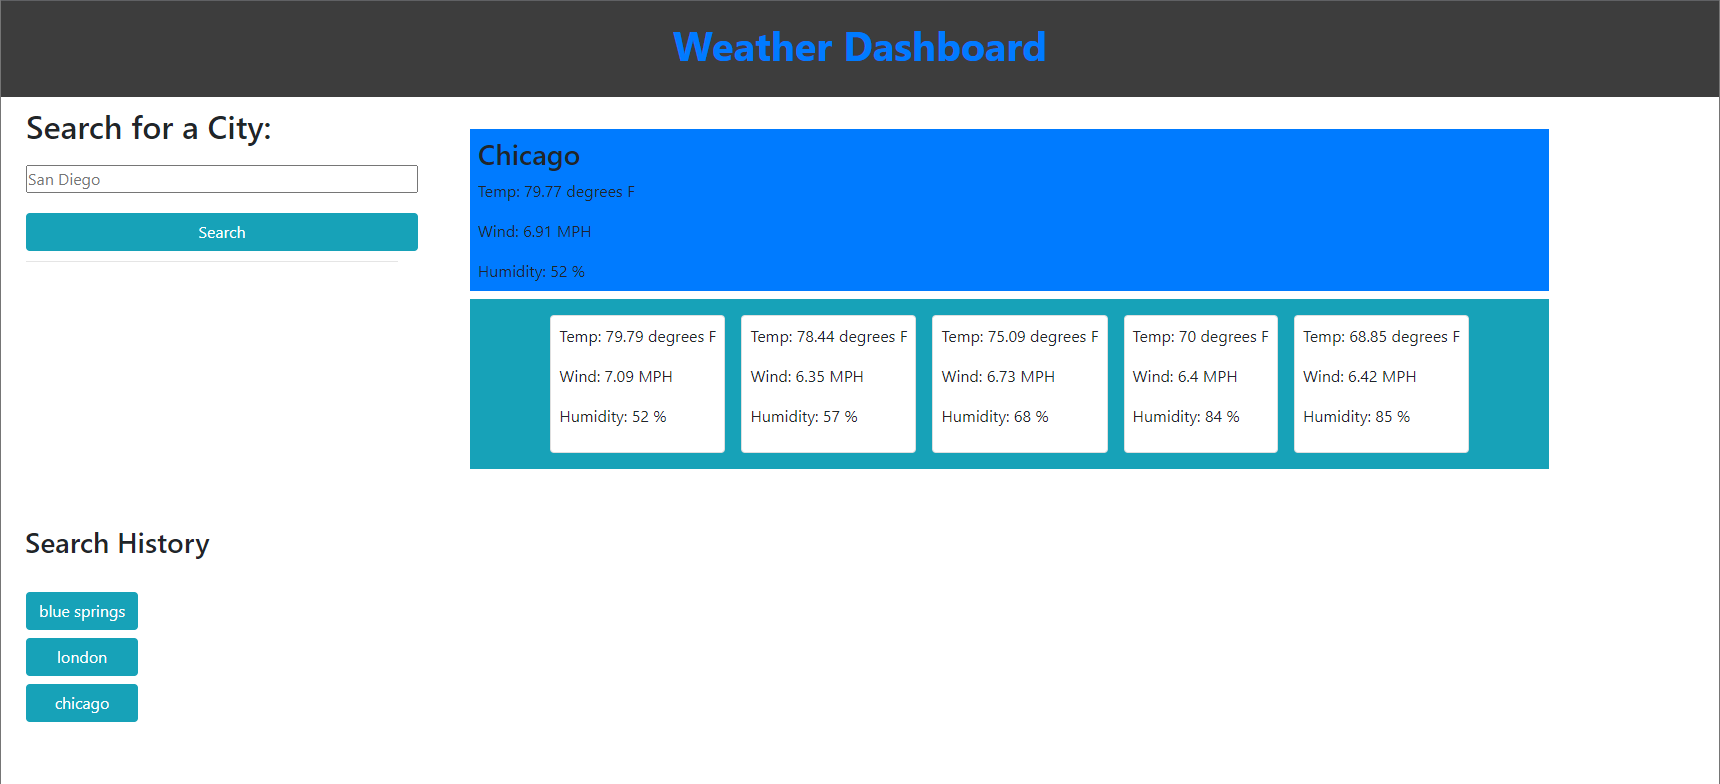 Weather Dashboard
Search for a City:
San Diego
Search
Chicago
Temp: 79.77 degrees F
Wind: 6.91 MPH
Humidity: 52 %
Temp: 79.79 degrees F
Wind: 7.09 MPH
Humidity: 52 %
Temp: 78.44 degrees F
Wind: 6.35 MPH
Humidity: 57 %
Temp: 75.09 degrees F
Wind: 6.73 MPH
Humidity: 68 %
Temp: 70 degrees F
Wind: 6.4 MPH
Humidity: 84 %
Temp: 68.85 degrees F
Wind: 6.42 MPH
Humidity: 85 %
Search History
blue springs
london
chicago